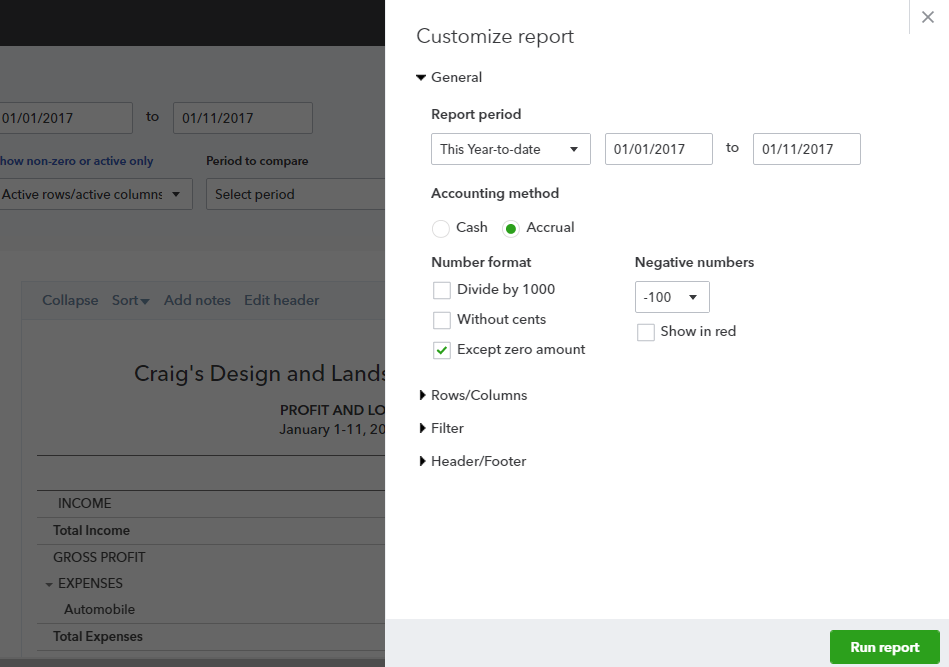 Customize report
General
Report period
This Year-to-date 01/01/2017 to 01/11/2017
Accounting method
Cash Accrual
Number format Negative numbers
Divide by 1000 -100
Without cents Show in red
Except zero amount
Rows/Columns
Filter
Header/Footer
Run report
01/01/2017 to 01/11/2017
how non-zero or active only Period to compare
Active rows/active columns Select period
Collapse Sort Add notes Edit header
Craig's Design and Lands
PROFIT AND LO
January 1-11, 20
INCOME
Total Income
GROSS PROFIT
EXPENSES
Automobile
Total Expenses